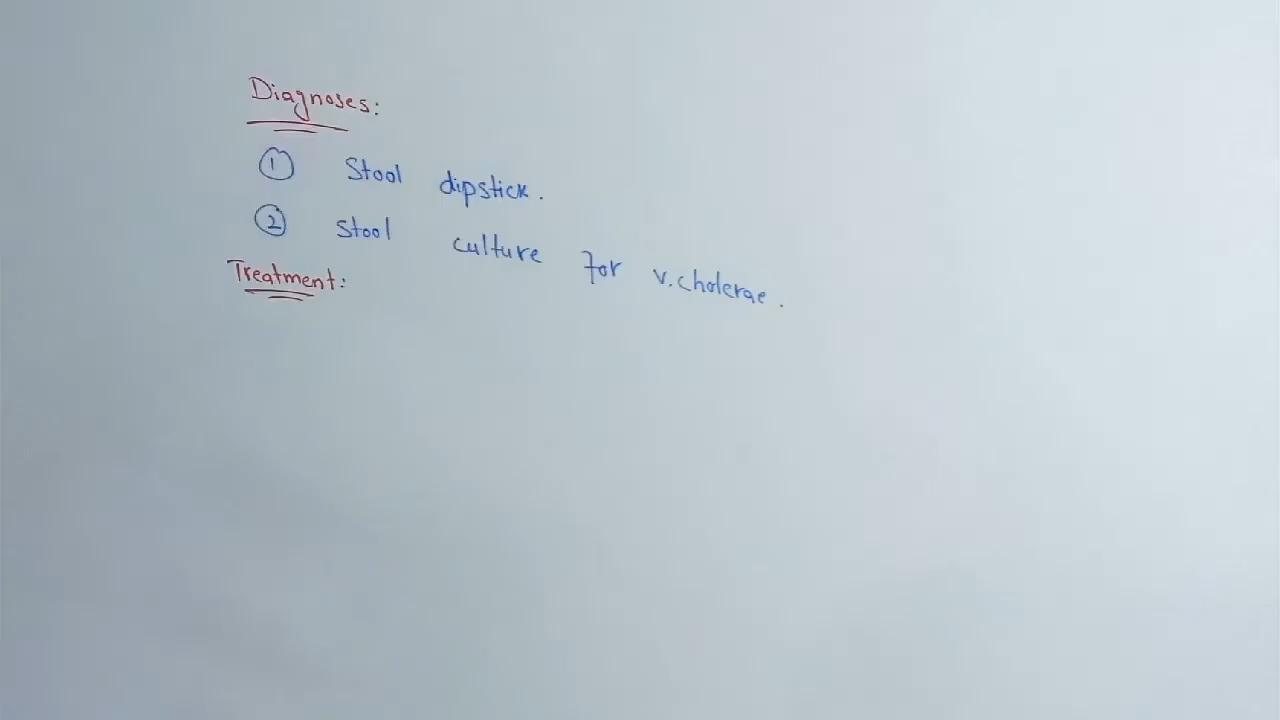 Diagnoses:
① Stool dipstick.
② Stool culture for v.cholerae.
Treatment: